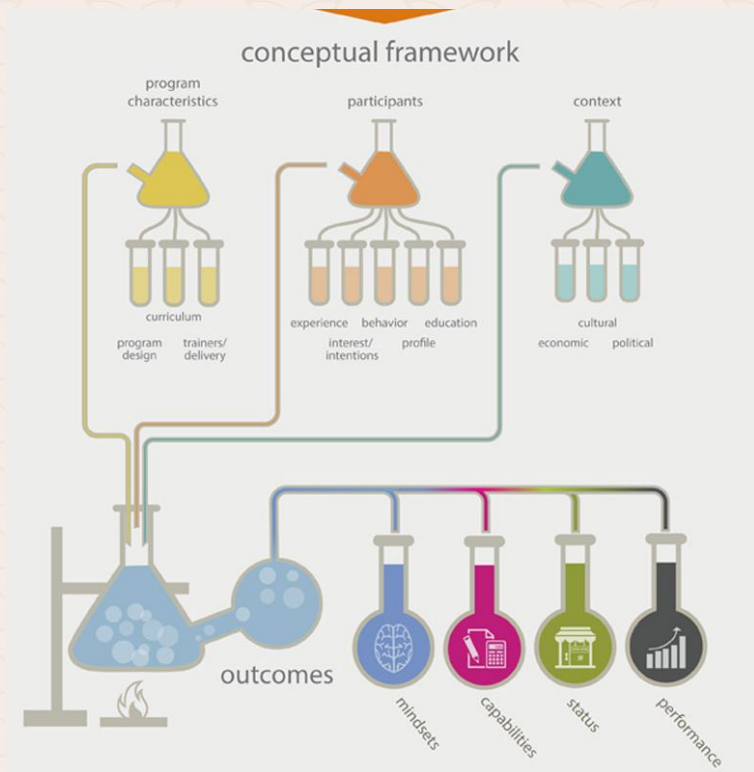 conceptual framework
program
characteristics
participants
context
curriculum
program
design
trainers/
delivery
experience
behavior
education
interest/
intentions
profile
cultural
economic
political
outcomes
mindsets
capabilities
status
performance